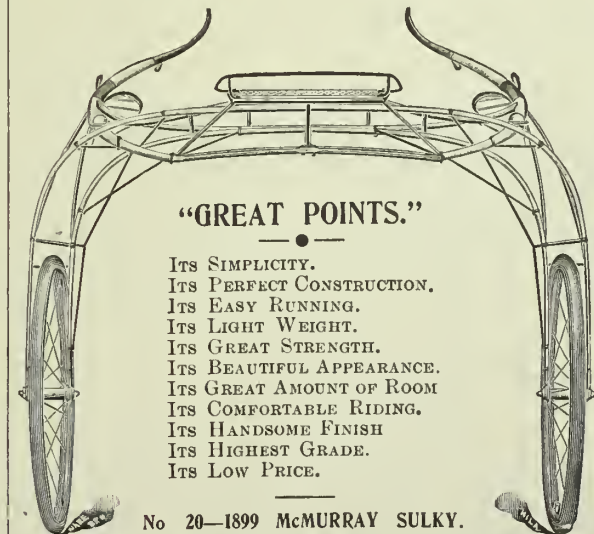 “GREAT POINTS.”
ITS SIMPLICITY.
ITS PERFECT CONSTRUCTION.
ITS EASY RUNNING.
ITS LIGHT WEIGHT.
ITS GREAT STRENGTH.
ITS BEAUTIFUL APPEARANCE.
ITS GREAT AMOUNT OF ROOM
ITS COMFORTABLE RIDING.
ITS HANDSOME FINISH
ITS HIGHEST GRADE.
ITS LOW PRICE.
No 20—1899 McMURRAY SULKY.